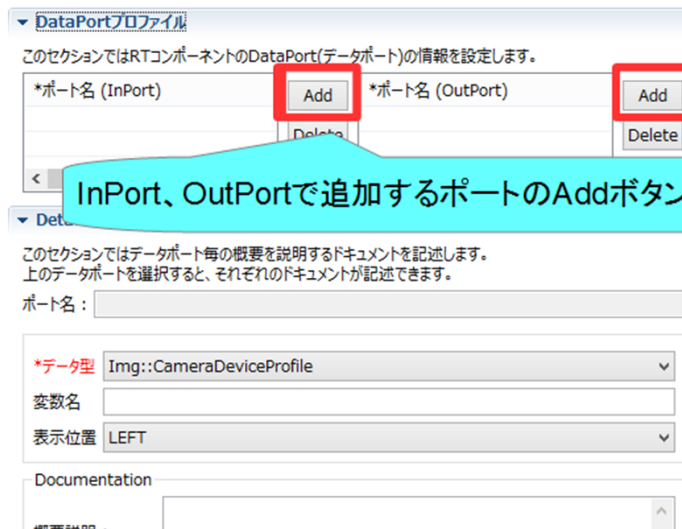 DataPortプロファイル
このセクションではRTコンポーネントのDataPort(データポート)の情報を設定します。
*ポート名 (InPort)
Add
*ポート名 (OutPort)
Add
Delete
Delete
InPort、OutPortで追加するポートのAddボタン
Det
このセクションではデータポート毎の概要を説明するドキュメントを記述します。
上のデータポートを選択すると、それぞれのドキュメントが記述できます。
ポート名：
*データ型 Img::CameraDeviceProfile
変数名
表示位置 LEFT
Documentation